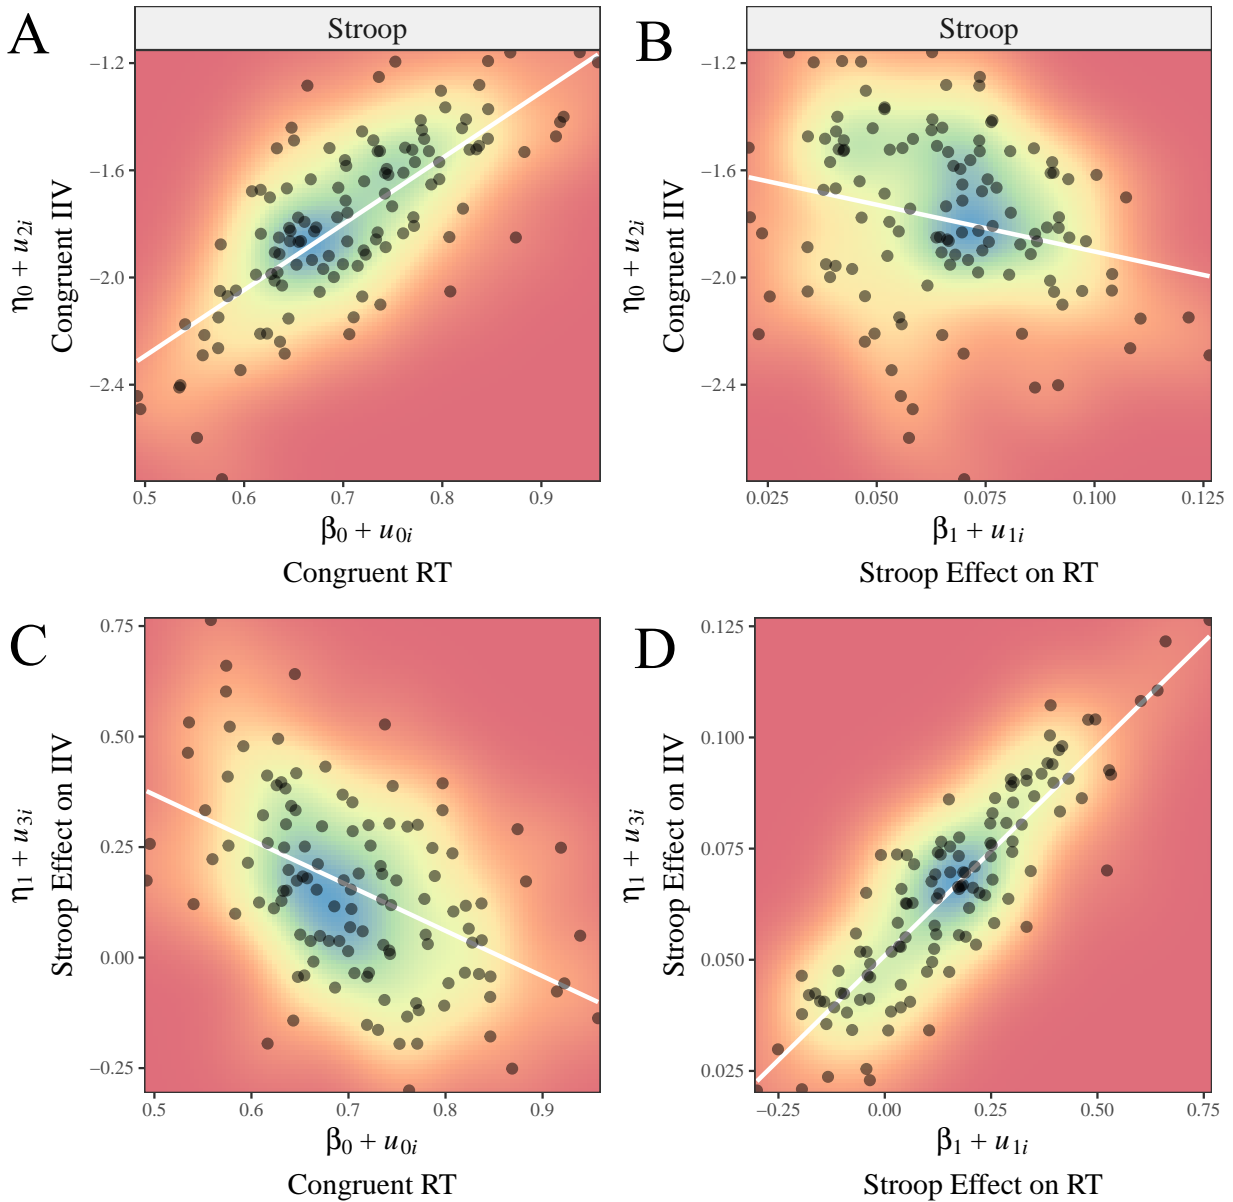 A
Stroop
−1.2
−1.6
−2.0
−2.4
η0 + u2i
Congruent IIV
0.5 0.6 0.7 0.8 0.9
β0 + u0i
Congruent RT
B
Stroop
−1.2
−1.6
−2.0
−2.4
η0 + u2i
Congruent IIV
0.025 0.050 0.075 0.100 0.125
β1 + u1i
Stroop Effect on RT
C
0.75
0.50
0.25
0.00
−0.25
η1 + u3i
Stroop Effect on IIV
0.5 0.6 0.7 0.8 0.9
β0 + u0i
Congruent RT
D
0.125
0.100
0.075
0.050
0.025
η1 + u3i
Stroop Effect on IIV
−0.25 0.00 0.25 0.50 0.75
β1 + u1i
Stroop Effect on RT